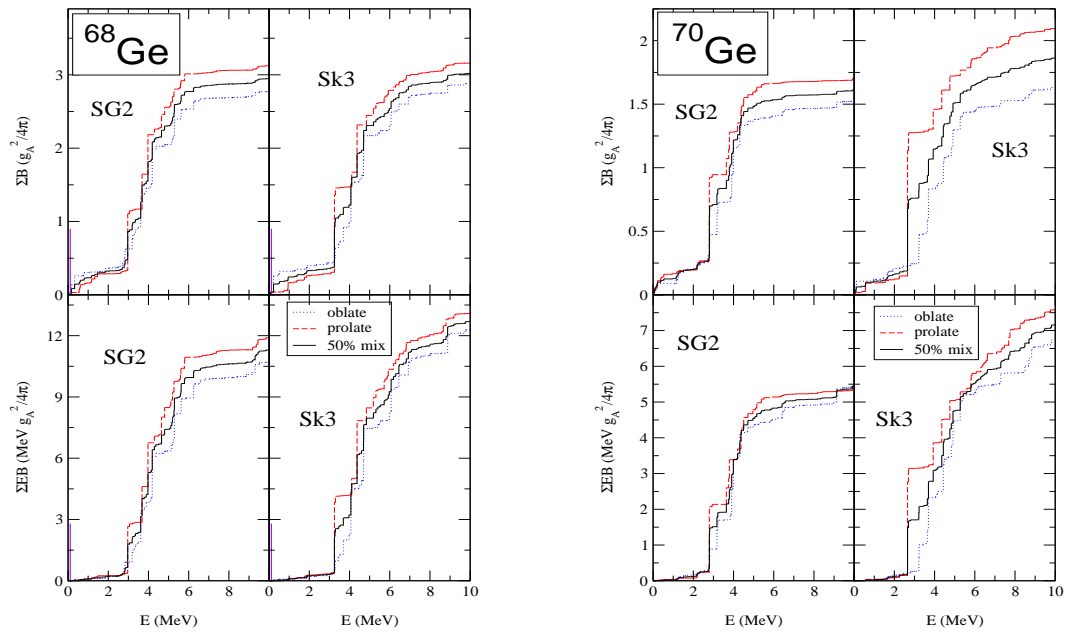 68Ge
SG2
Sk3
ΣB (g_A^2/4π)
3
2
1
0
SG2
Sk3
oblate
prolate
50% mix
ΣEB (MeV g_A^2/4π)
12
9
6
3
0
0 2 4 6 8 0 2 4 6 8 10
E (MeV) E (MeV)
70Ge
SG2
Sk3
ΣB (g_A^2/4π)
2
1.5
1
0.5
0
SG2
Sk3
oblate
prolate
50% mix
ΣEB (MeV g_A^2/4π)
7
6
5
4
3
2
1
0
0 2 4 6 8 0 2 4 6 8 10
E (MeV) E (MeV)